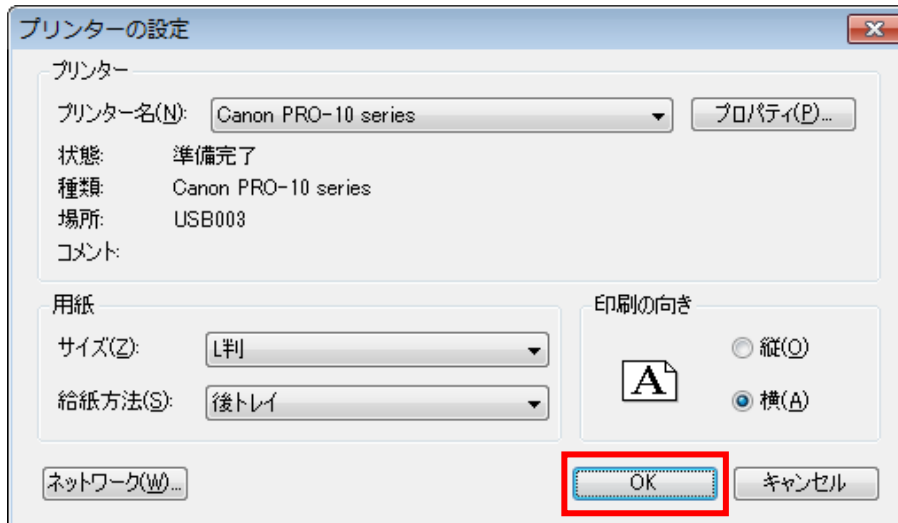 プリンターの設定
プリンター
プリンター名(N): Canon PRO-10 series プロパティ(P)...
状態: 準備完了
種類: Canon PRO-10 series
場所: USB003
コメント:
用紙
サイズ(Z): L判
給紙方法(S): 後トレイ
印刷の向き
A
縦(O)
横(A)
ネットワーク(W)... OK キャンセル